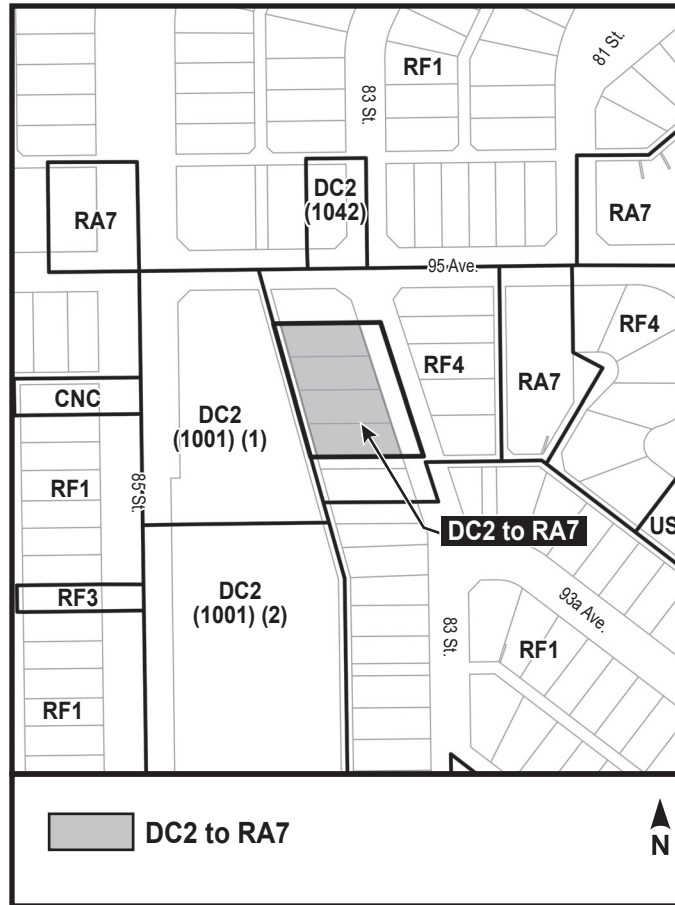 RF1
81 St.
83 St.
RA7
DC2
(1042)
RA7
95 Ave.
RF4
RF4
RA7
CNC
DC2
(1001) (1)
RF1
85 St.
DC2 to RA7
US
RF3
DC2
(1001) (2)
93a Ave.
83 St.
RF1
RF1
DC2 to RA7
N